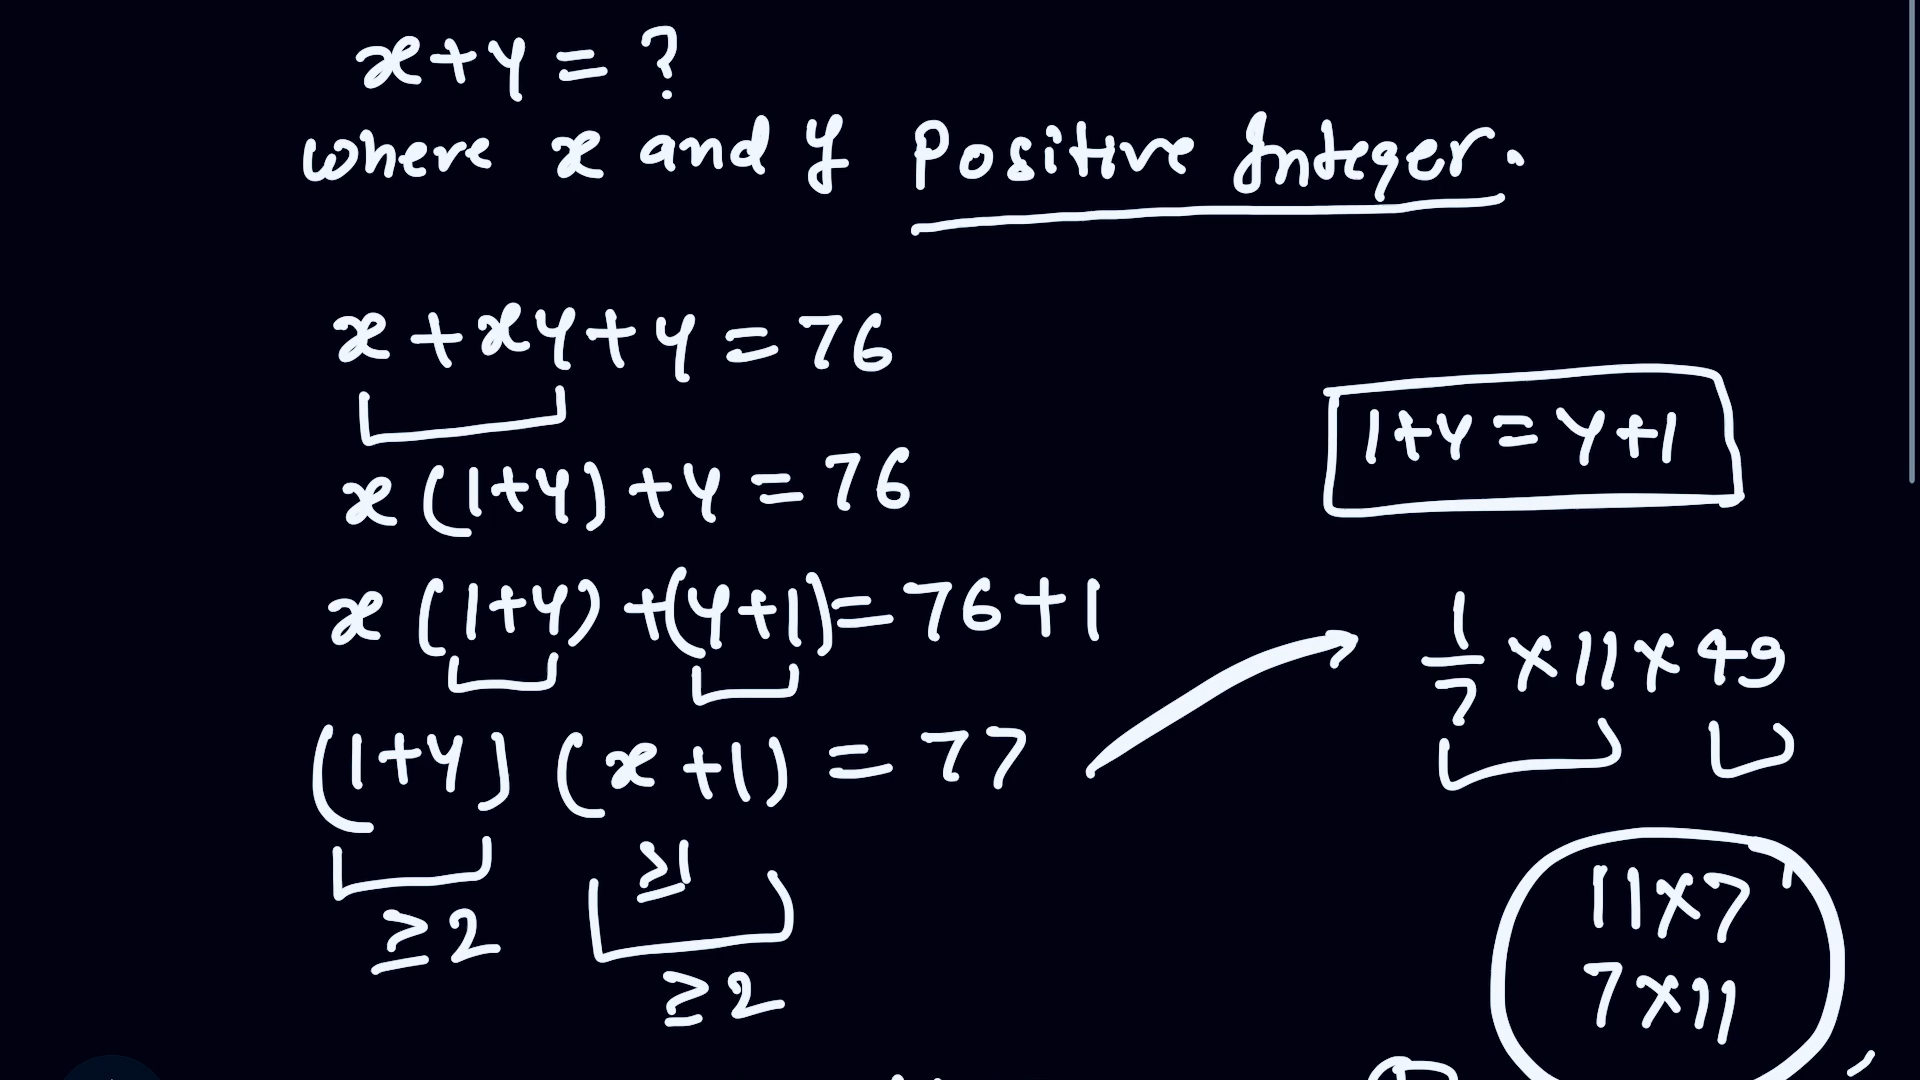 x+y=?
where x and y Positive Integer.
x+xy+y=76
x(1+y)+y=76
1+y=y+1
x(1+y)+(y+1)=76+1
1/7×11×49
(1+y)(x+1)=77
≥1
≥2
≥2
11×7
7×11